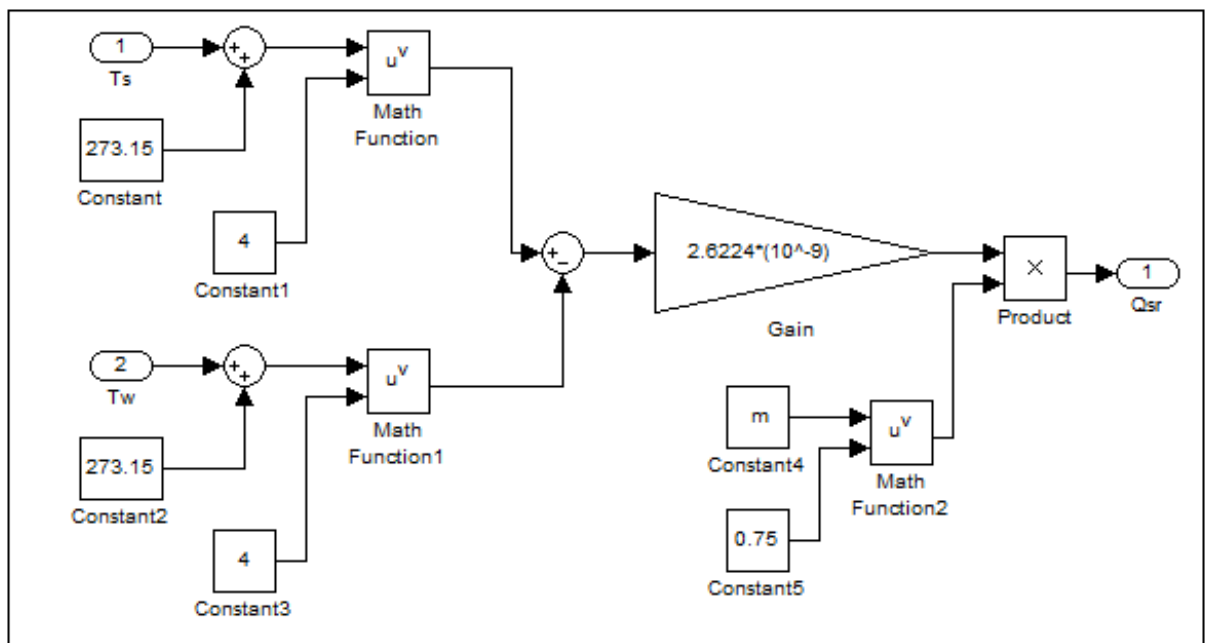 1
Ts
+
+
u^v
Math
Function
273.15
Constant
4
Constant1
+
−
2.6224*(10^-9)
Gain
×
Product
1
Qsr
2
Tw
+
+
u^v
Math
Function1
273.15
Constant2
4
Constant3
m
Constant4
u^v
Math
Function2
0.75
Constant5